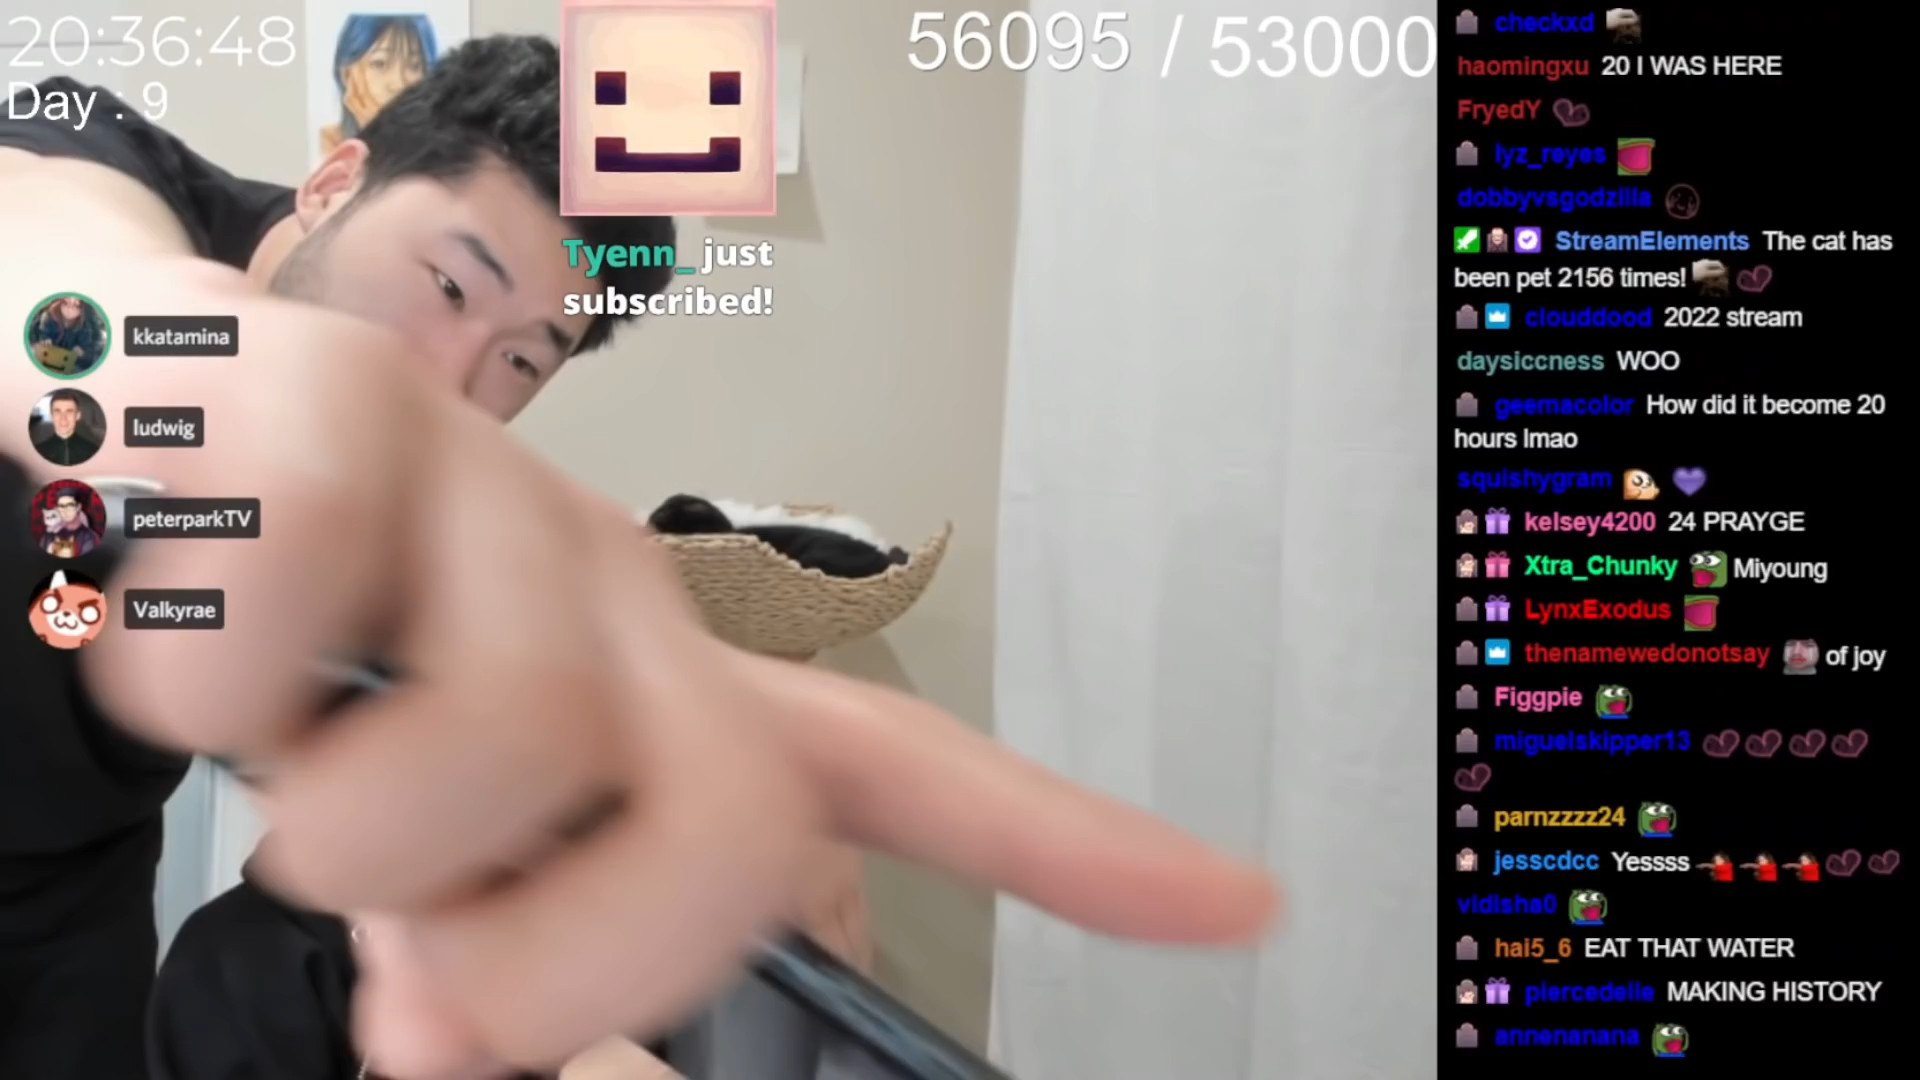 20:36:48
Day : 9
56095 / 53000
Tyenn_ just
subscribed!
kkatamina
ludwig
peterparkTV
Valkyrae
checkxd
haomingxu 20 I WAS HERE
FryedY
lyz_reyes
dobbyvsgodzilla
StreamElements The cat has
been pet 2156 times!
clouddood 2022 stream
daysiccness WOO
geemacolor How did it become 20
hours lmao
squishygram
kelsey4200 24 PRAYGE
Xtra_Chunky Miyoung
LynxExodus
thenamewedonotsay of joy
Figgpie
miguelskipper13
parnzzzz24
jesscdcc Yessss
vidisha0
hai5_6 EAT THAT WATER
piercedelle MAKING HISTORY
annenanana